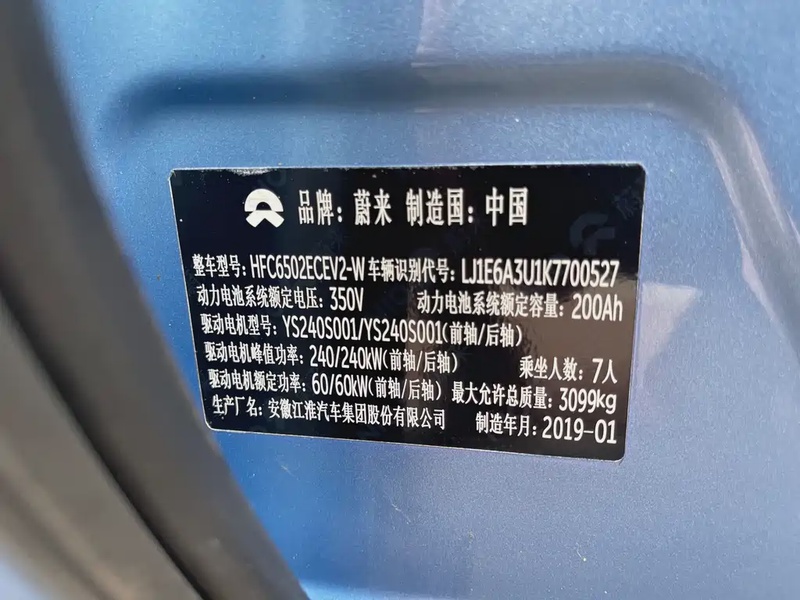 品牌：蔚来 制造国：中国
整车型号：HFC6502ECEV2-W 车辆识别代号：LJ1E6A3U1K7700527
动力电池系统额定电压：350V 动力电池系统额定容量：200Ah
驱动电机型号：YS240S001/YS240S001(前轴/后轴)
驱动电机峰值功率：240/240kW(前轴/后轴) 乘坐人数：7人
驱动电机额定功率：60/60kW(前轴/后轴) 最大允许总质量：3099kg
生产厂名：安徽江淮汽车集团股份有限公司 制造年月：2019-01